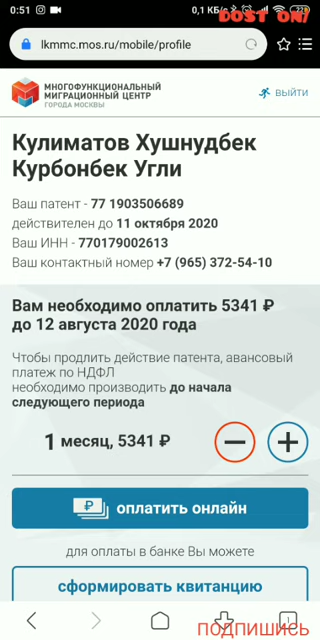 0:51 0,1 КБ/с 22
DOST ON/
lkmmc.mos.ru/mobile/profile
МНОГОФУНКЦИОНАЛЬНЫЙ
МИГРАЦИОННЫЙ ЦЕНТР
ГОРОДА МОСКВЫ
ВЫЙТИ
Кулиматов Хушнудбек
Курбонбек Угли
Ваш патент - 77 1903506689
действителен до 11 октября 2020
Ваш ИНН - 770179002613
Ваш контактный номер +7 (965) 372-54-10
Вам необходимо оплатить 5341 ₽
до 12 августа 2020 года
Чтобы продлить действие патента, авансовый
платеж по НДФЛ
необходимо производить до начала
следующего периода
1 месяц, 5341 ₽
оплатить онлайн
для оплаты в банке Вы можете
сформировать квитанцию
1
ПОДПИШИСЬ